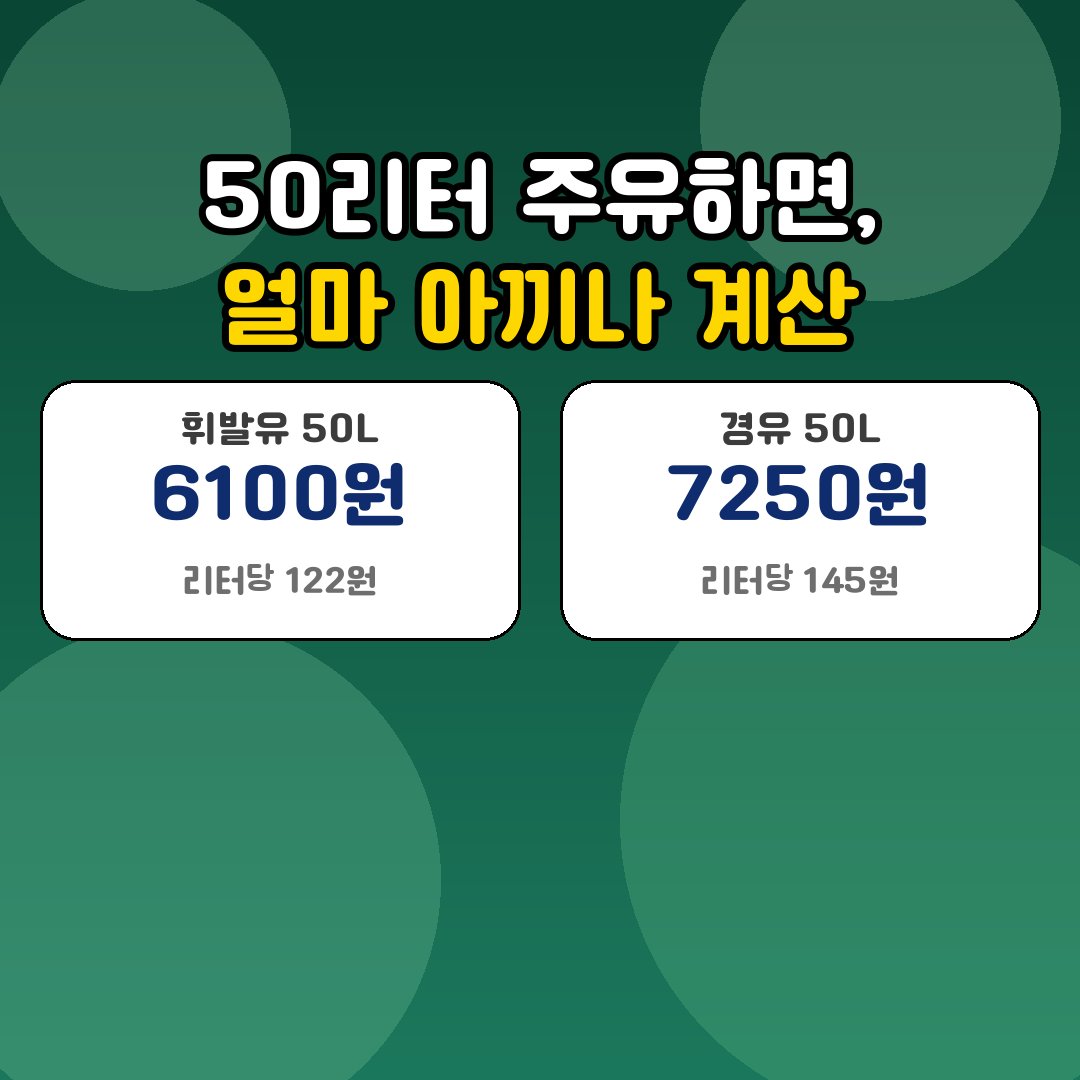 50리터 주유하면,
얼마 아끼나 계산
휘발유 50L
6100원
리터당 122원
경유 50L
7250원
리터당 145원